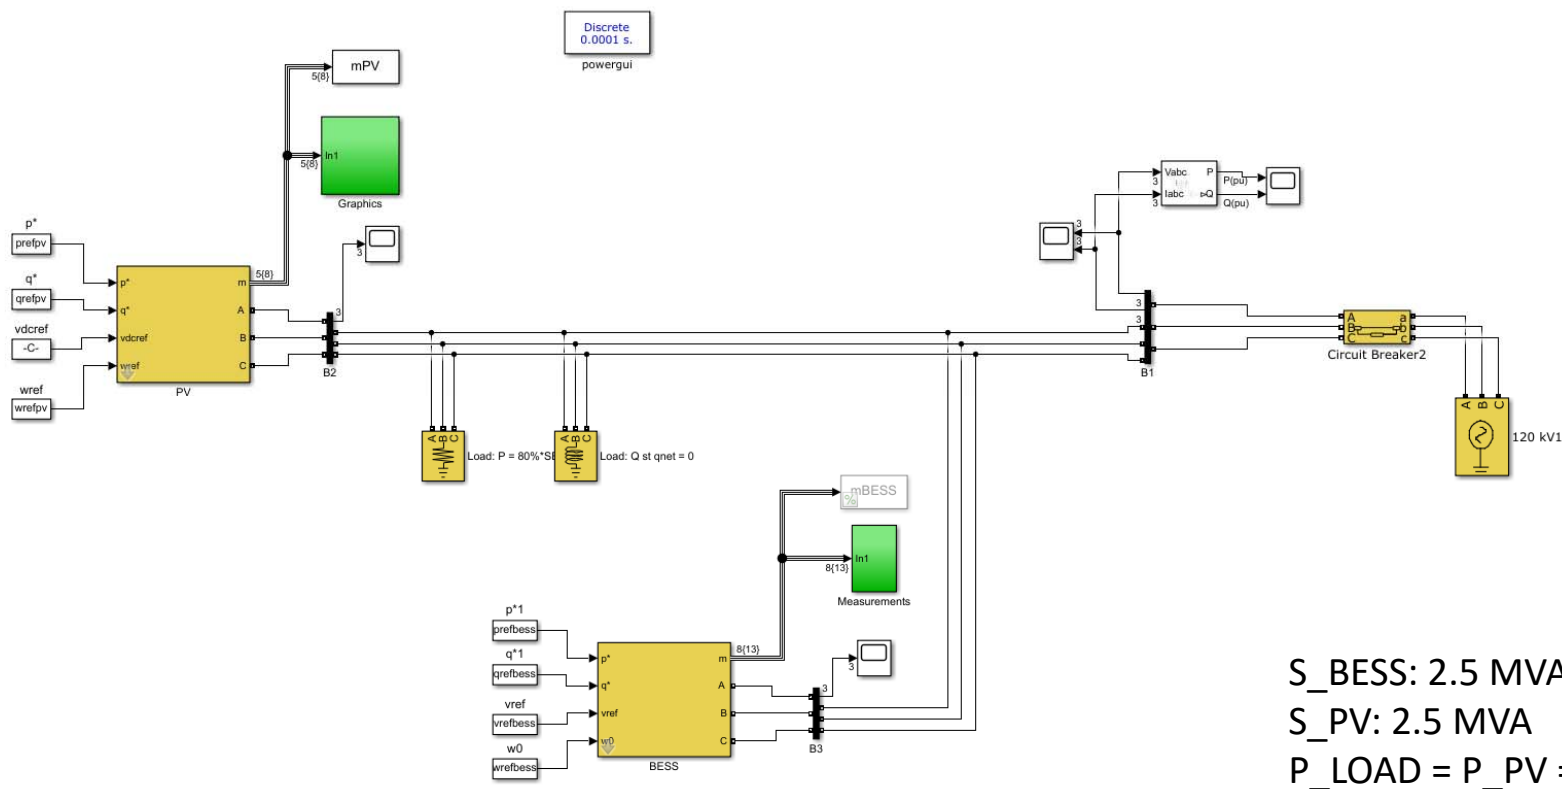 Discrete
0.0001 s.
powergui
mPV
5{8}
In1
5{8}
Graphics
Vabc
P
3
Iabc
Q
3
P(pu)
Q(pu)
3
3
p*
prefpv
q*
qrefpv
vdcref
-C-
wref
wrefpv
p*
q*
vdcref
wref
m
A
B
C
PV
5{8}
3
3
B2
3
3
B1
A
B
C
a
b
c
Circuit Breaker2
A B C
120 kV1
A B C
Load: P = 80%*S
A B C
Load: Q st qnet = 0
mBESS
%
In1
8{13}
Measurements
p*1
prefbess
q*1
qrefbess
vref
vrefbess
w0
wrefbess
p*
q*
vref
w0
m
A
B
C
BESS
8{13}
3
3
B3
S_BESS: 2.5 MVA
S_PV: 2.5 MVA
P_LOAD = P_PV =